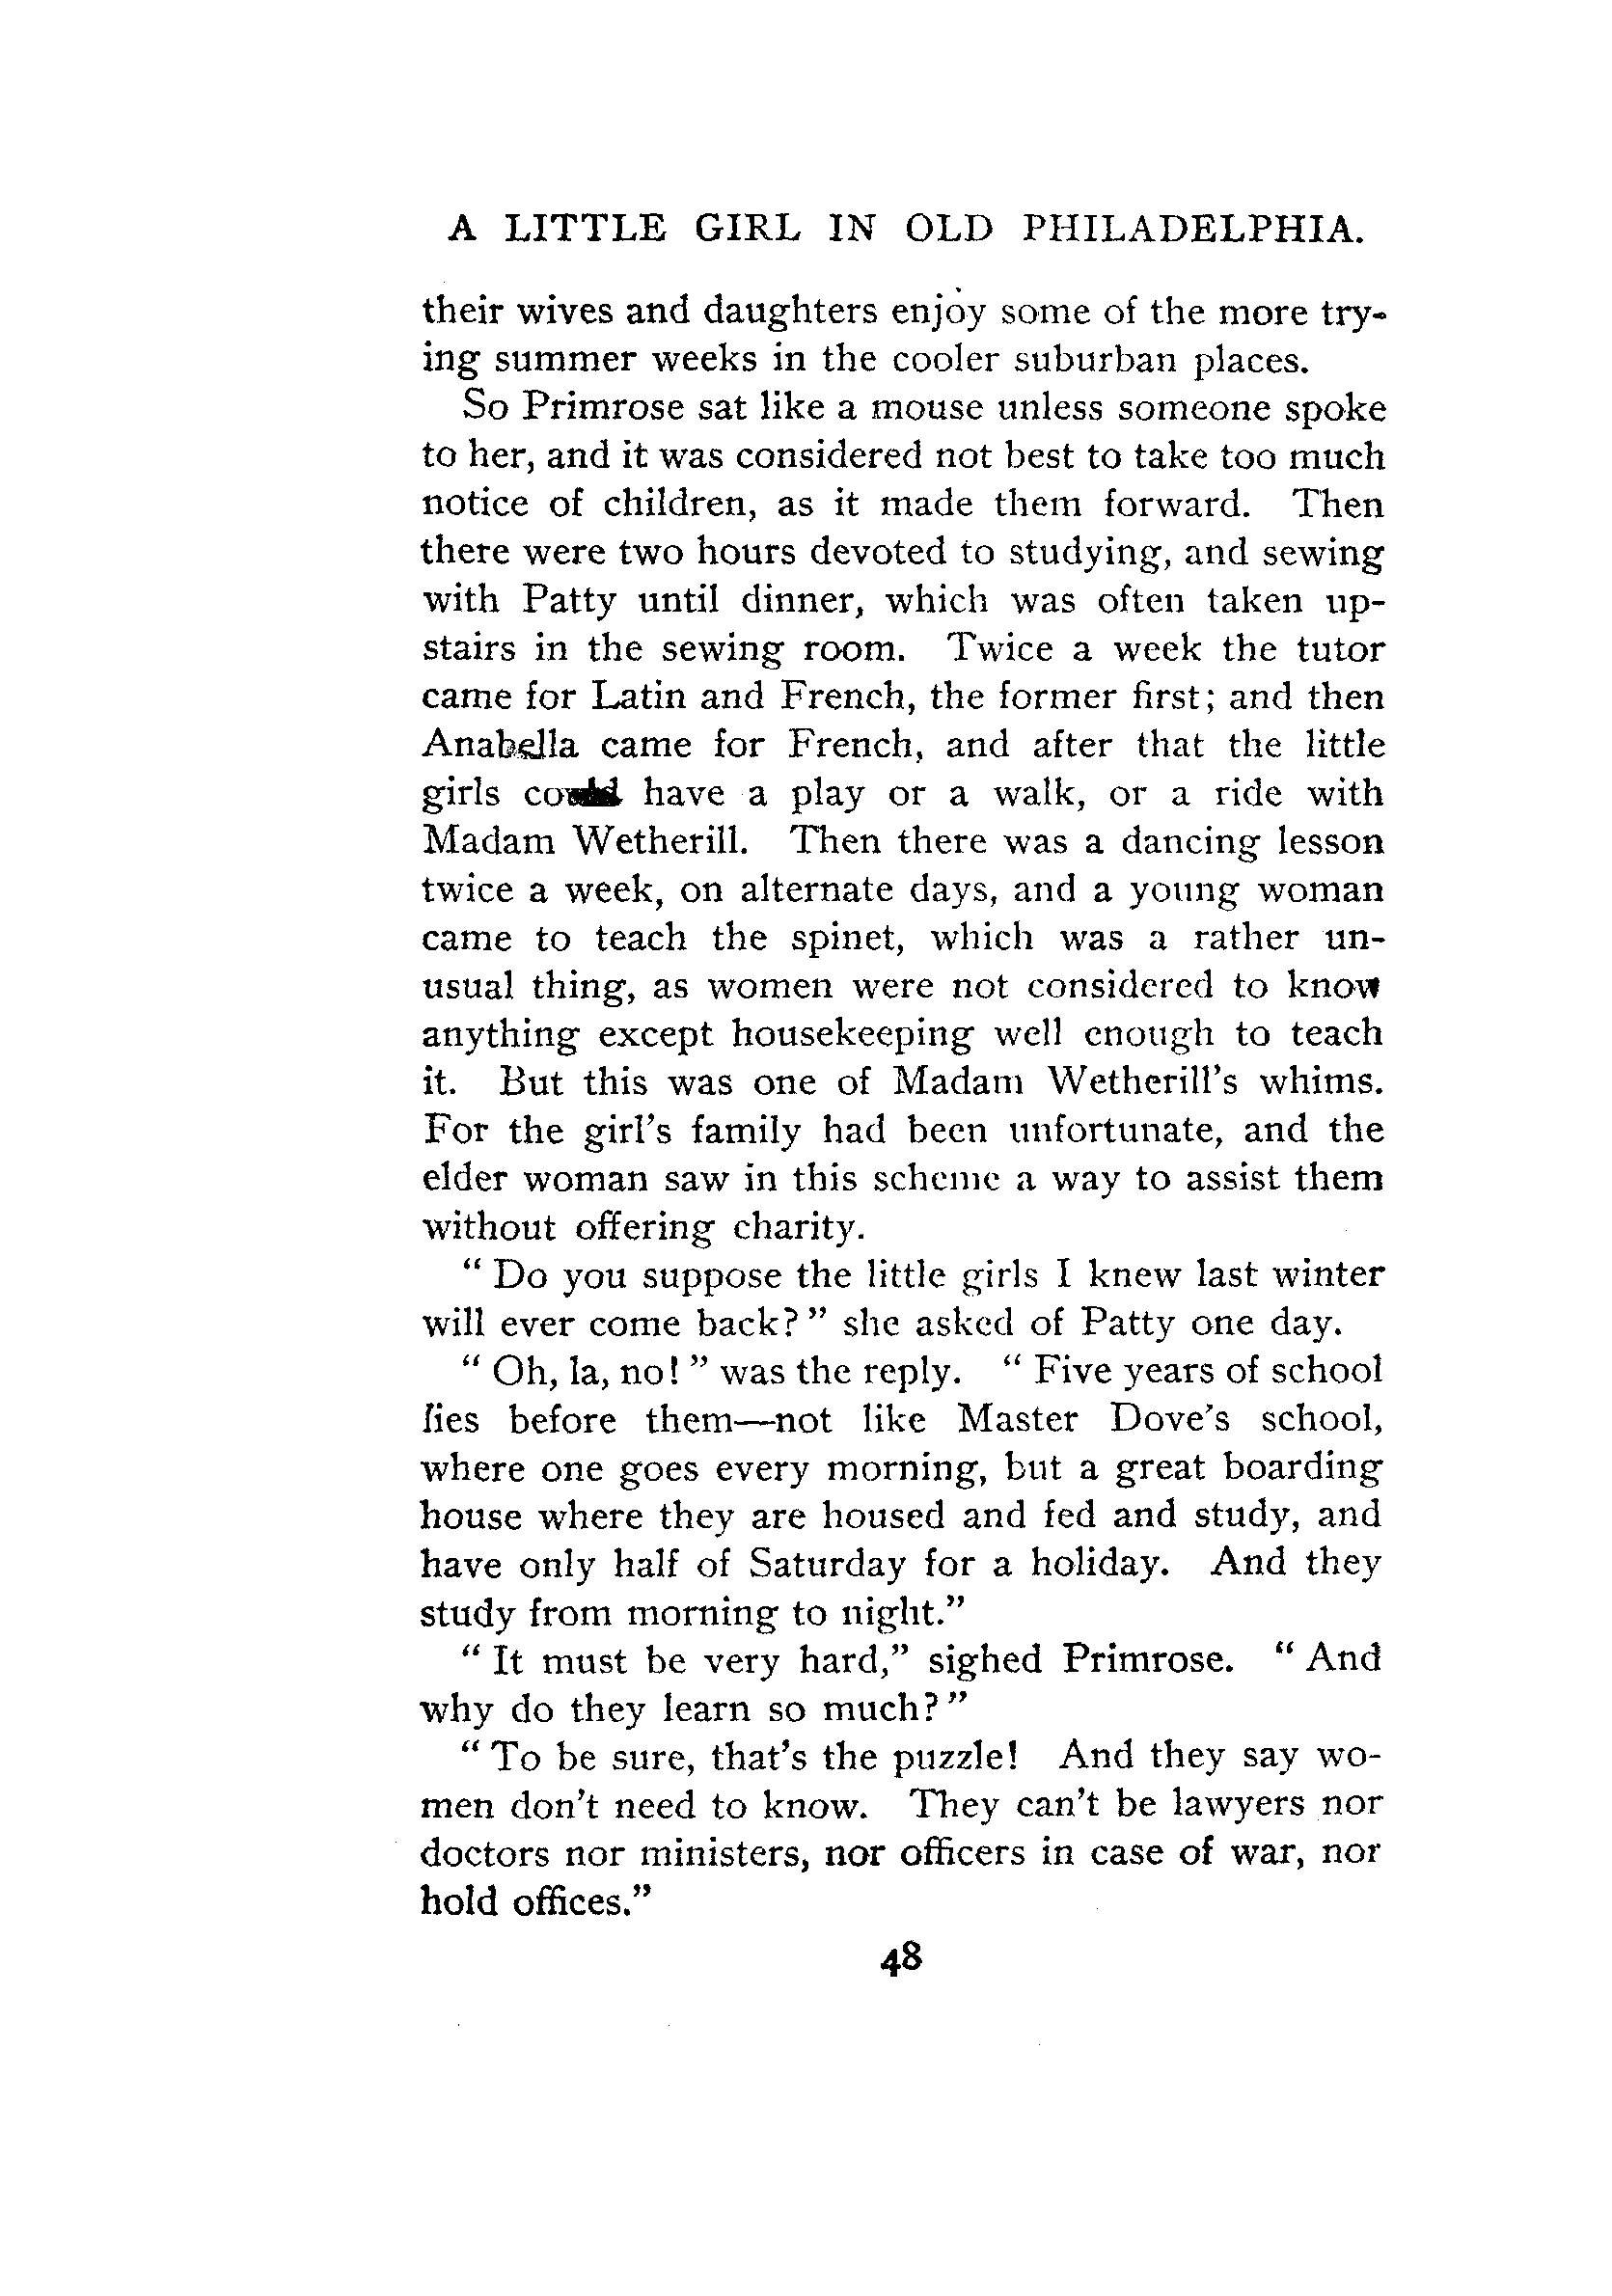 A LITTLE GIRL IN OLD PHILADELPHIA.
their wives and daughters enjoy some of the more try-
ing summer weeks in the cooler suburban places.
So Primrose sat like a mouse unless someone spoke
to her, and it was considered not best to take too much
notice of children, as it made them forward. Then
there were two hours devoted to studying, and sewing
with Patty until dinner, which was often taken up-
stairs in the sewing room. Twice a week the tutor
came for Latin and French, the former first; and then
Anabella came for French, and after that the little
girls could have a play or a walk, or a ride with
Madam Wetherill. Then there was a dancing lesson
twice a week, on alternate days, and a young woman
came to teach the spinet, which was a rather un-
usual thing, as women were not considered to know
anything except housekeeping well enough to teach
it. But this was one of Madam Wetherill's whims.
For the girl's family had been unfortunate, and the
elder woman saw in this scheme a way to assist them
without offering charity.
" Do you suppose the little girls I knew last winter
will ever come back? " she asked of Patty one day.
" Oh, la, no! " was the reply. " Five years of school
lies before them—not like Master Dove's school,
where one goes every morning, but a great boarding
house where they are housed and fed and study, and
have only half of Saturday for a holiday. And they
study from morning to night."
" It must be very hard," sighed Primrose. " And
why do they learn so much? "
" To be sure, that's the puzzle! And they say wo-
men don't need to know. They can't be lawyers nor
doctors nor ministers, nor officers in case of war, nor
hold offices."
48